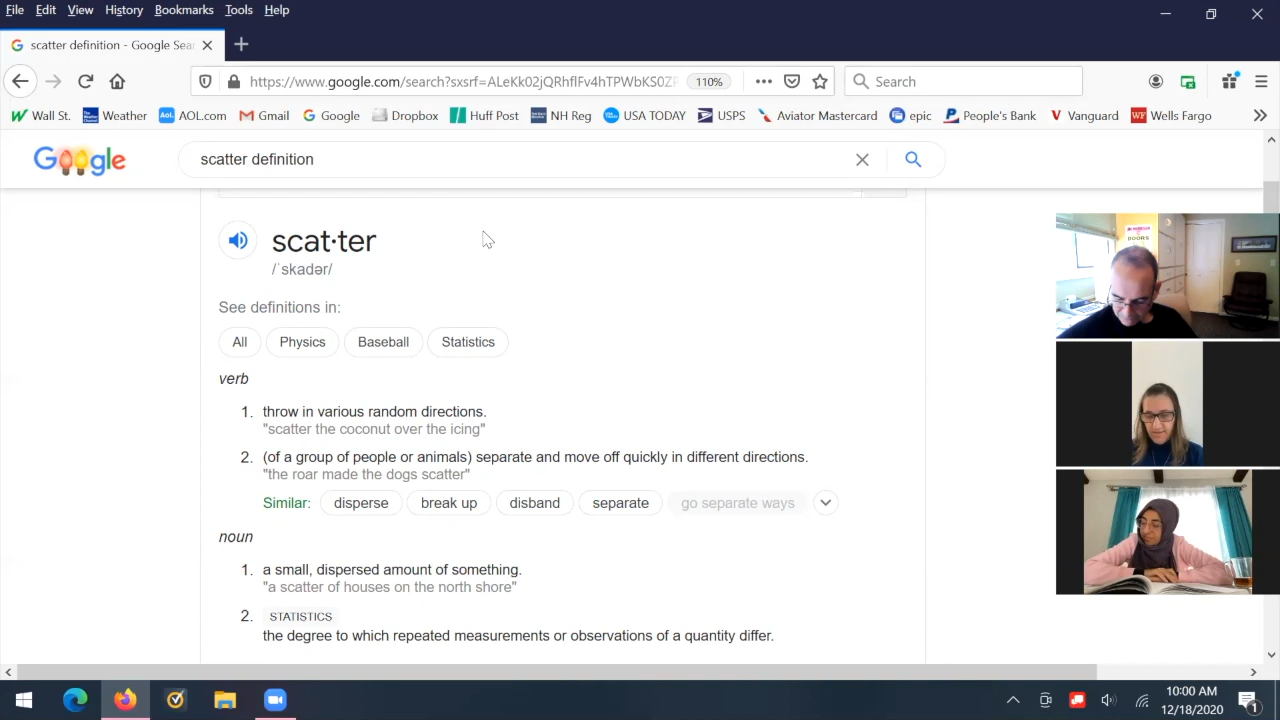 File Edit View History Bookmarks Tools Help
scatter definition - Google Sear
https://www.google.com/search?sxsrf= 110% Search
Wall St. Weather AOL.com Gmail Google Dropbox Huff Post NH Reg USA TODAY USPS Aviator Mastercard epic People's Bank Vanguard Wells Fargo
Google scatter definition
scat·ter
/ˈskadər/
See definitions in:
All Physics Baseball Statistics
verb
1. throw in various random directions.
"scatter the coconut over the icing"
2. (of a group of people or animals) separate and move off quickly in different directions.
"the roar made the dogs scatter"
Similar: disperse break up disband separate go separate ways
noun
1. a small, dispersed amount of something.
"a scatter of houses on the north shore"
2. STATISTICS
the degree to which repeated measurements or observations of a quantity differ.
DOORS
10:00 AM
12/18/2020
1